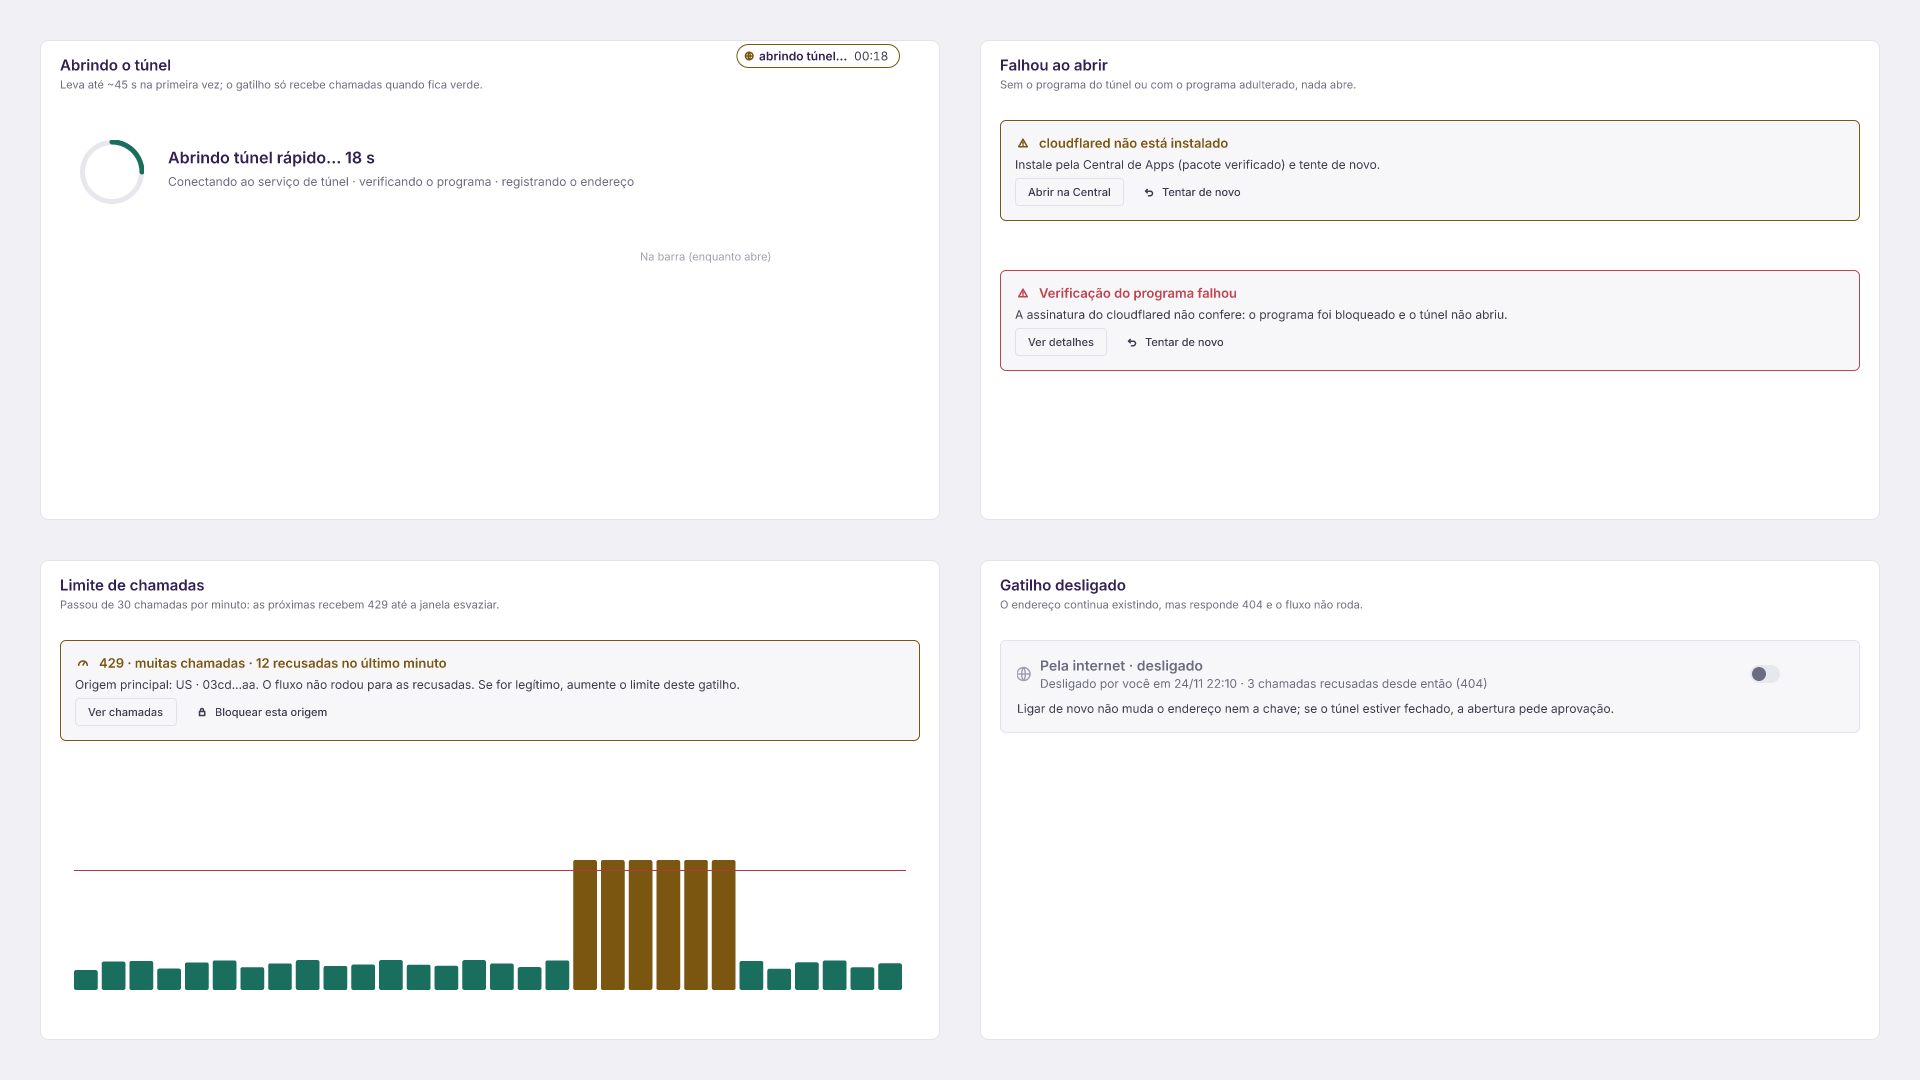 Abrindo o túnel
Leva até ~45 s na primeira vez; o gatilho só recebe chamadas quando fica verde.
abrindo túnel... 00:18
Abrindo túnel rápido... 18 s
Conectando ao serviço de túnel · verificando o programa · registrando o endereço
Na barra (enquanto abre)
Falhou ao abrir
Sem o programa do túnel ou com o programa adulterado, nada abre.
cloudflared não está instalado
Instale pela Central de Apps (pacote verificado) e tente de novo.
Abrir na Central
Tentar de novo
Verificação do programa falhou
A assinatura do cloudflared não confere: o programa foi bloqueado e o túnel não abriu.
Ver detalhes
Tentar de novo
Limite de chamadas
Passou de 30 chamadas por minuto: as próximas recebem 429 até a janela esvaziar.
429 · muitas chamadas · 12 recusadas no último minuto
Origem principal: US · 03cd...aa. O fluxo não rodou para as recusadas. Se for legítimo, aumente o limite deste gatilho.
Ver chamadas
Bloquear esta origem
Gatilho desligado
O endereço continua existindo, mas responde 404 e o fluxo não roda.
Pela internet · desligado
Desligado por você em 24/11 22:10 · 3 chamadas recusadas desde então (404)
Ligar de novo não muda o endereço nem a chave; se o túnel estiver fechado, a abertura pede aprovação.